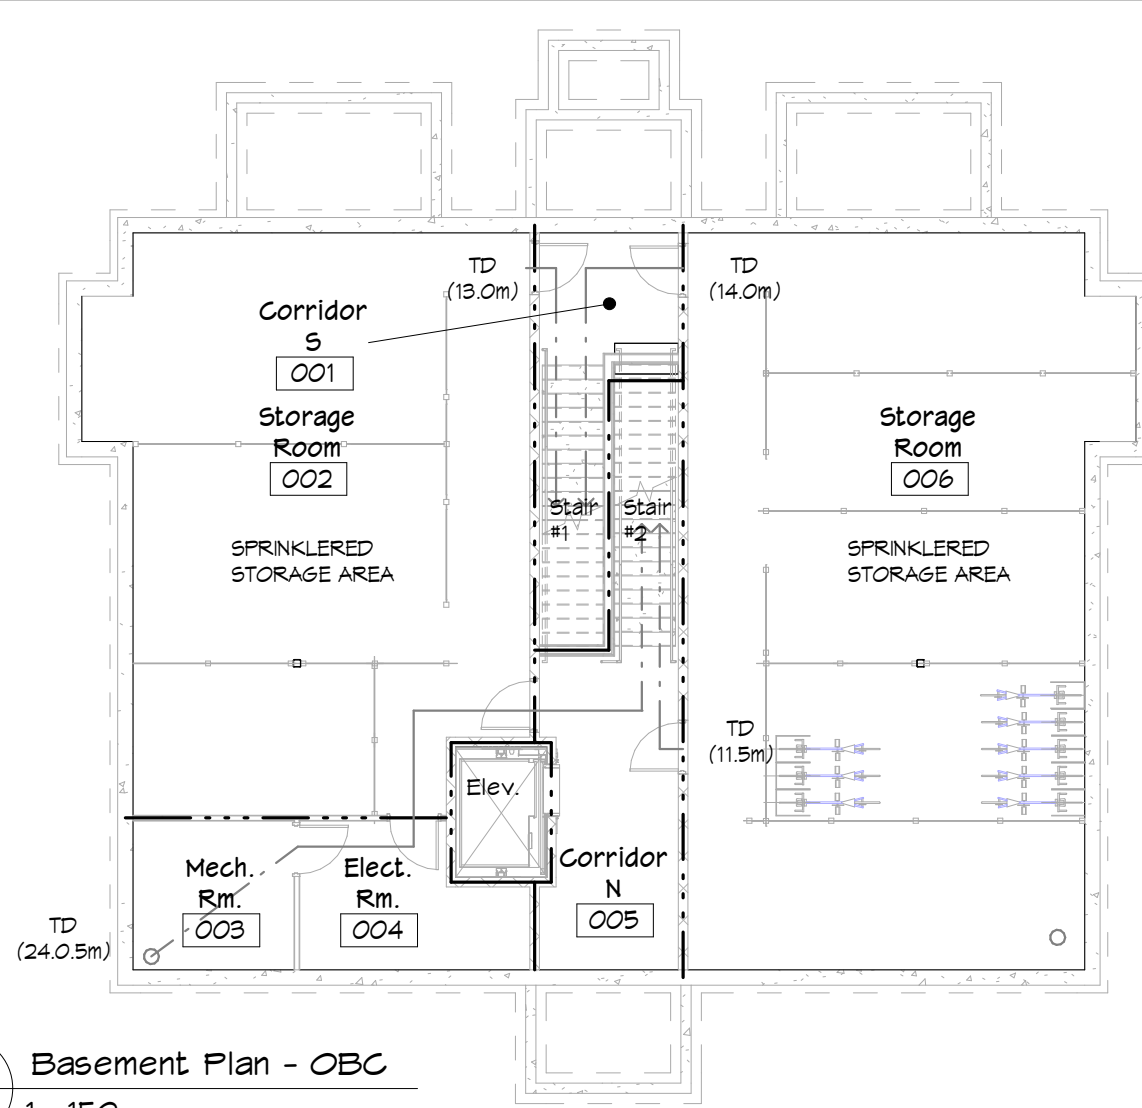 TD
(13.0m)
TD
(14.0m)
Corridor
S
001
Storage
Room
002
Storage
Room
006
Stair
#1
Stair
#2
SPRINKLERED
STORAGE AREA
SPRINKLERED
STORAGE AREA
TD
(11.5m)
Elev.
Mech.
Rm.
003
Elect.
Rm.
004
Corridor
N
005
TD
(24.0.5m)
Basement Plan - OBC